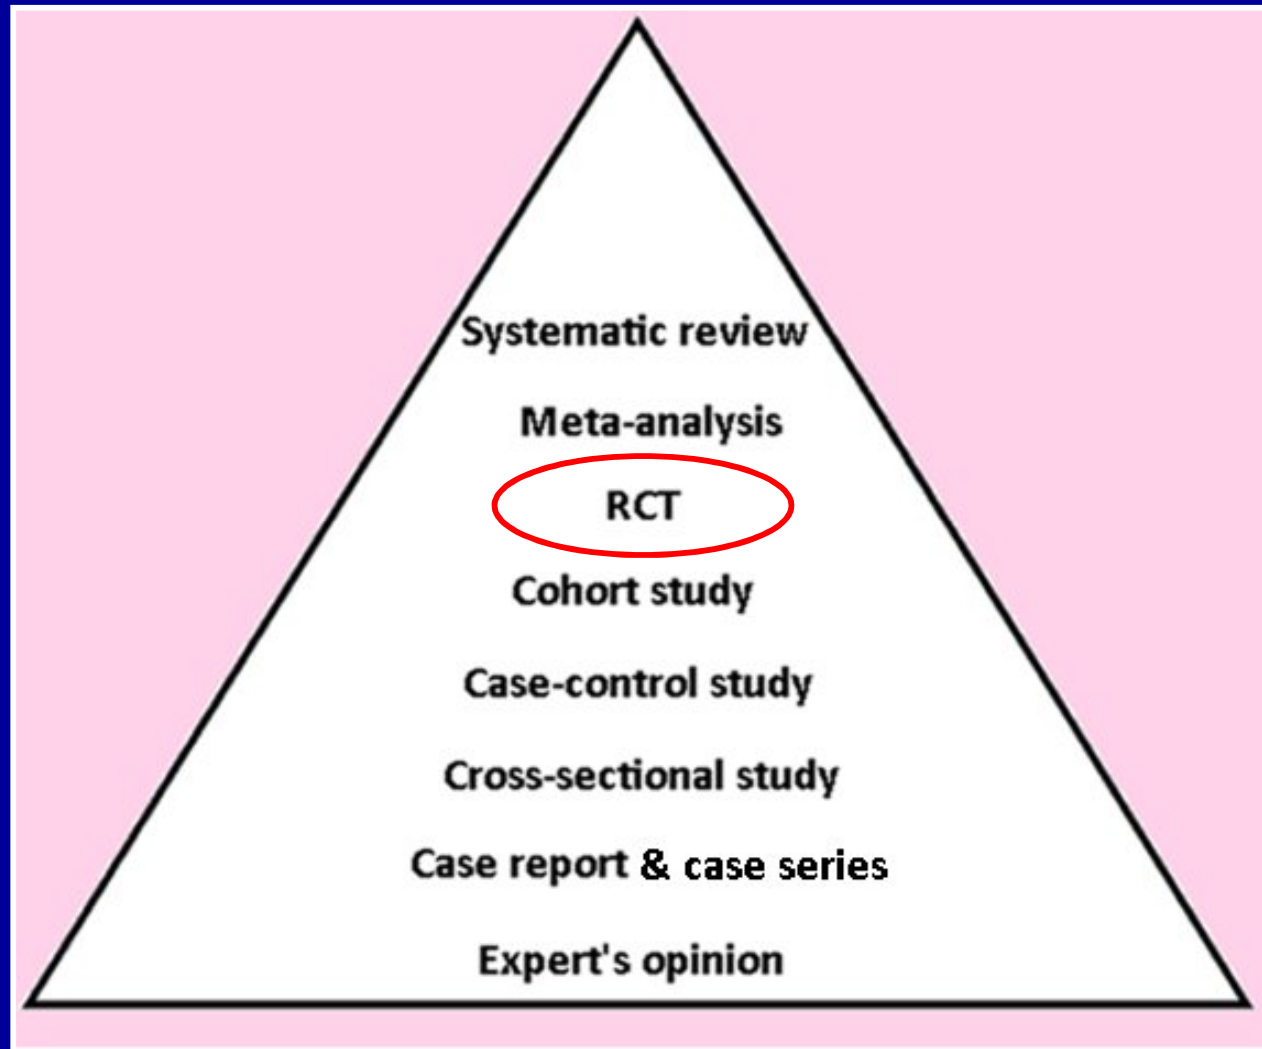 Systematic review
Meta-analysis
RCT
Cohort study
Case-control study
Cross-sectional study
Case report & case series
Expert's opinion